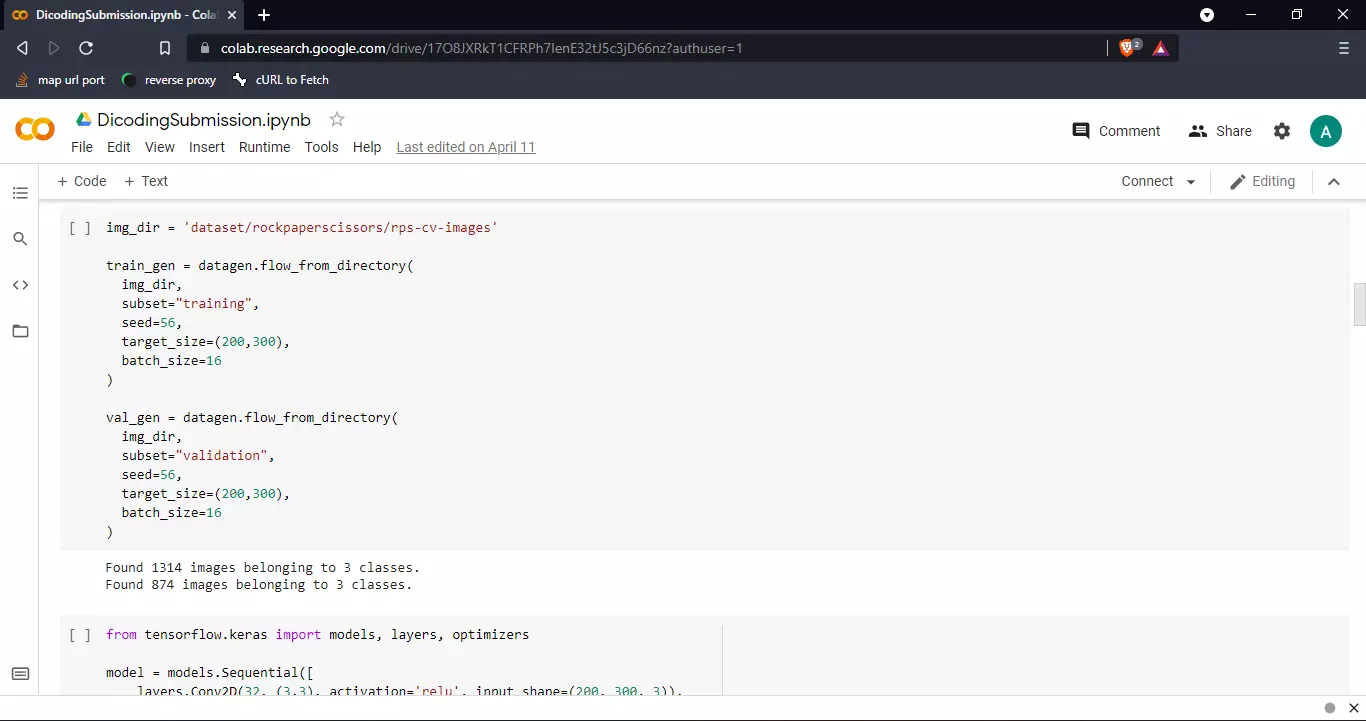 DicodingSubmission.ipynb - Cola
colab.research.google.com/drive/17O8JXRkT1CFRPh7IenE32tJ5c3jD66nz?authuser=1
2
map url port
reverse proxy
cURL to Fetch
DicodingSubmission.ipynb
File Edit View Insert Runtime Tools Help Last edited on April 11
Comment
Share
A
+ Code + Text
Connect
Editing
[ ] img_dir = 'dataset/rockpaperscissors/rps-cv-images'
train_gen = datagen.flow_from_directory(
img_dir,
subset="training",
seed=56,
target_size=(200,300),
batch_size=16
)
val_gen = datagen.flow_from_directory(
img_dir,
subset="validation",
seed=56,
target_size=(200,300),
batch_size=16
)
Found 1314 images belonging to 3 classes.
Found 874 images belonging to 3 classes.
[ ] from tensorflow.keras import models, layers, optimizers
model = models.Sequential([
layers.Conv2D(32, (3,3), activation='relu', input_shape=(200, 300, 3)),